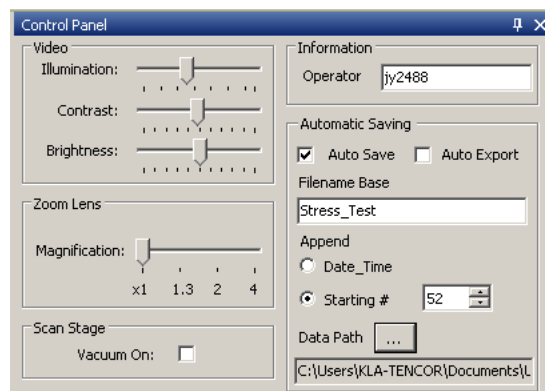 Control Panel
Video
Illumination:
Contrast:
Brightness:
Zoom Lens
Magnification:
x1 1.3 2 4
Scan Stage
Vacuum On:
Information
Operator jy2488
Automatic Saving
Auto Save Auto Export
Filename Base
Stress_Test
Append
Date_Time
Starting # 52
Data Path ...
C:\Users\KLA-TENCOR\Documents\L